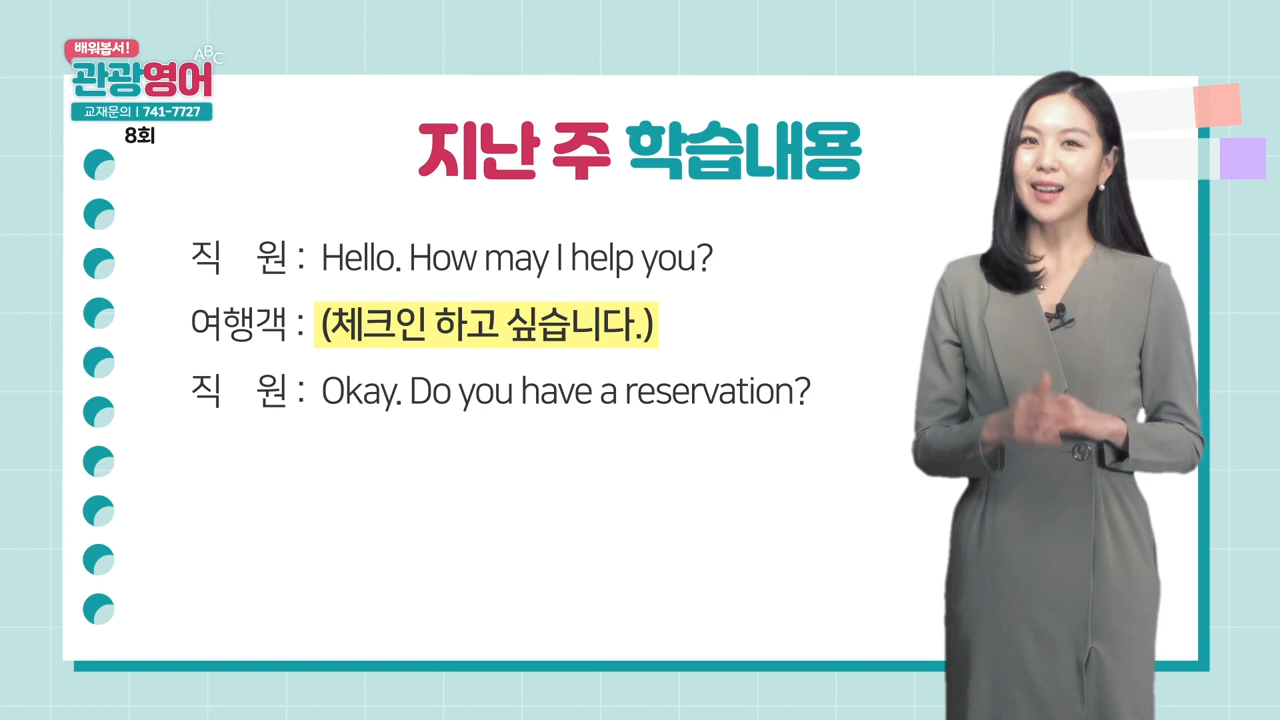 배워봅서!
ABC
관광영어
교재문의 | 741-7727
8회
지난 주 학습내용
직 원 : Hello. How may I help you?
여행객 : (체크인 하고 싶습니다.)
직 원 : Okay. Do you have a reservation?